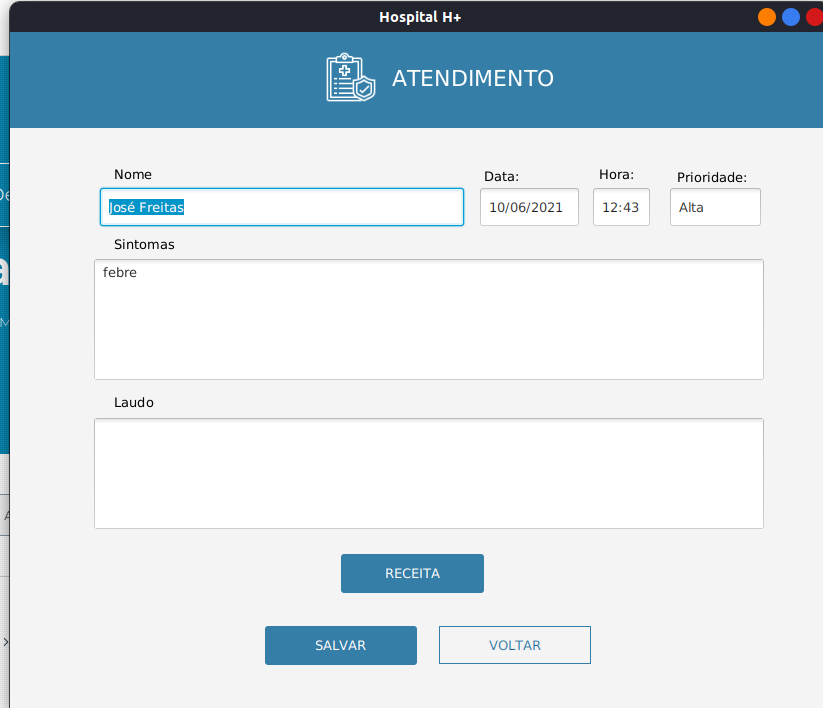 Hospital H+
ATENDIMENTO
Nome
Data:
Hora:
Prioridade:
José Freitas
10/06/2021
12:43
Alta
Sintomas
febre
Laudo
RECEITA
SALVAR
VOLTAR